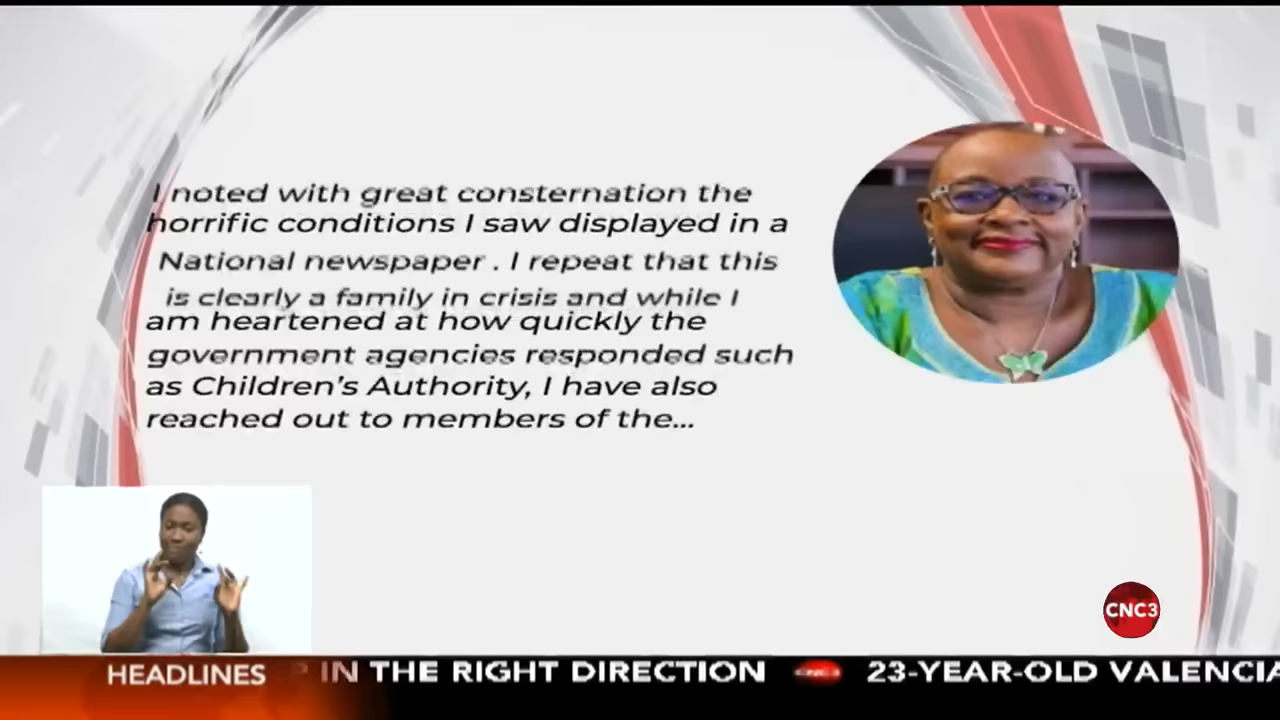 I noted with great consternation the
horrific conditions I saw displayed in a
National newspaper . I repeat that this
is clearly a family in crisis and while I
am heartened at how quickly the
government agencies responded such
as Children's Authority, I have also
reached out to members of the...
CNC3
HEADLINES
IN THE RIGHT DIRECTION CNC3 23-YEAR-OLD VALENCIA